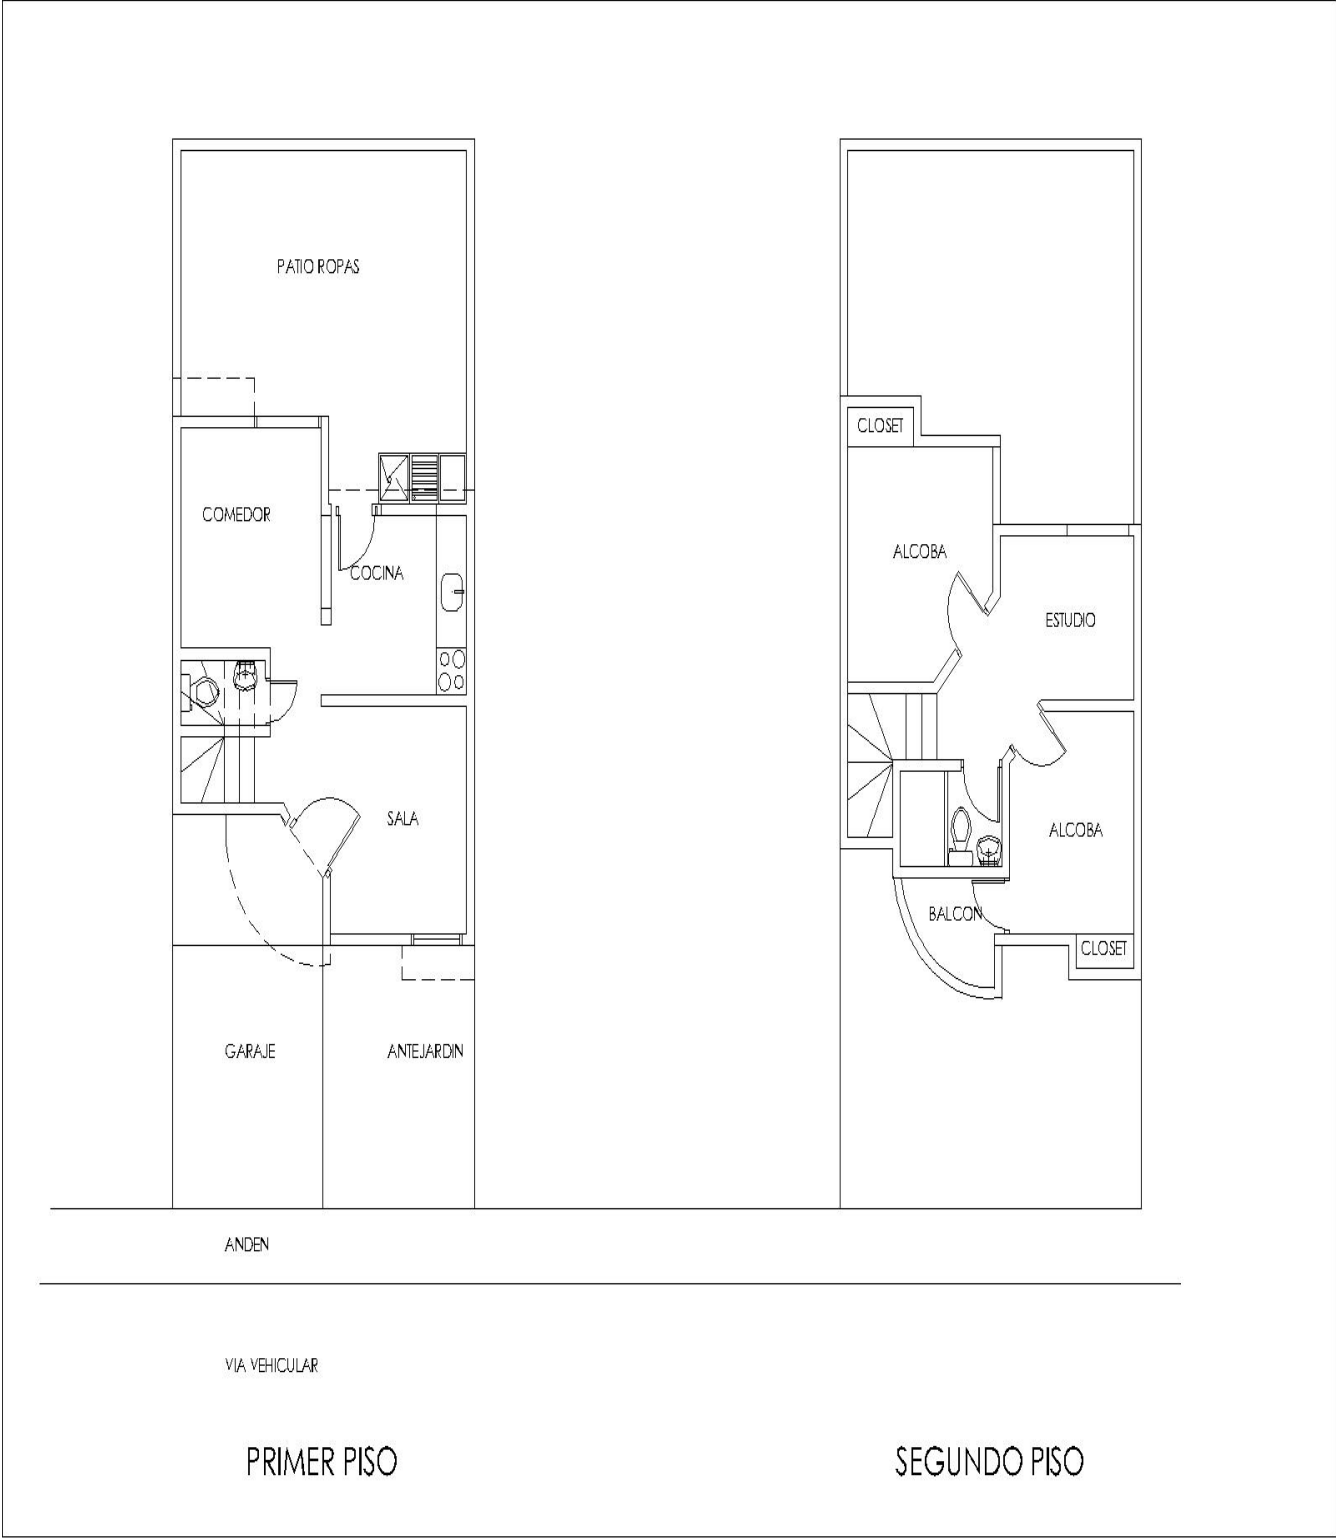 PATIO ROPAS
COMEDOR
COCINA
SALA
GARAJE
ANTEJARDIN
ANDEN
VIA VEHICULAR
PRIMER PISO
CLOSET
ALCOBA
ESTUDIO
ALCOBA
BALCON
CLOSET
SEGUNDO PISO